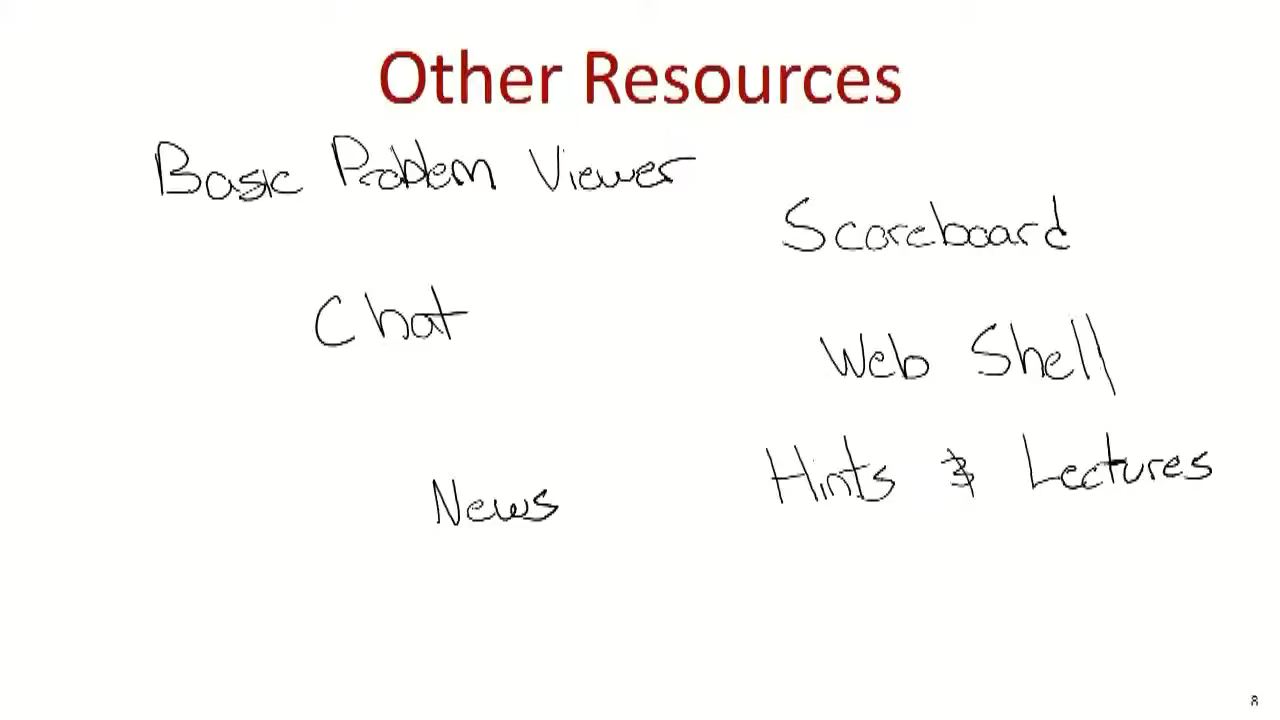 Other Resources
Basic Problem Viewer
Scoreboard
Chat
Web Shell
Hints & Lectures
News
8